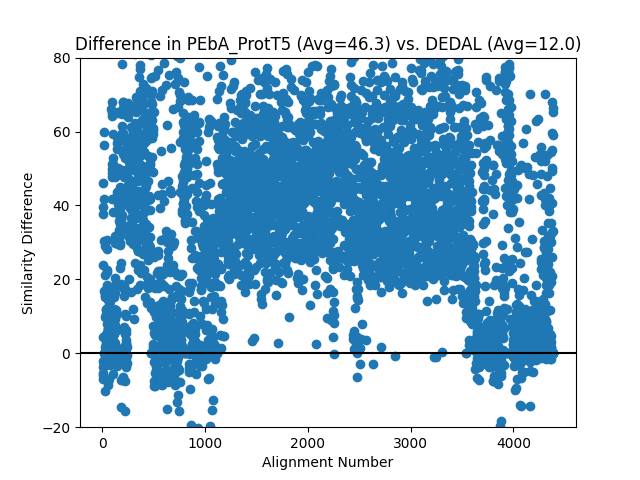 Difference in PEbA_ProtT5 (Avg=46.3) vs. DEDAL (Avg=12.0)
80
60
40
20
0
−20
Similarity Difference
0 1000 2000 3000 4000
Alignment Number